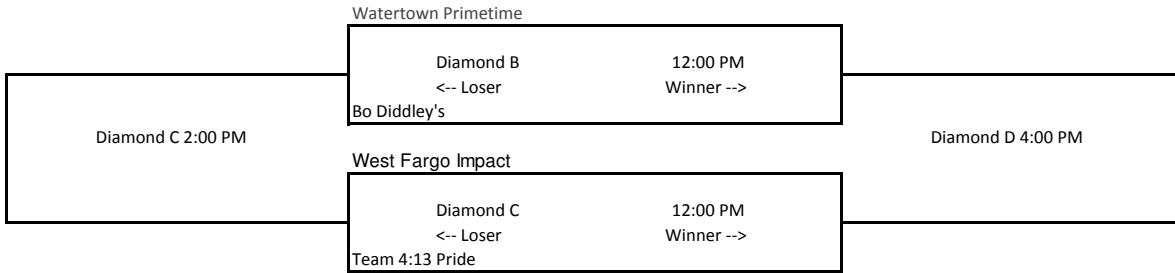 Watertown Primetime
Diamond B 12:00 PM
<-- Loser Winner -->
Bo Diddley's
Diamond C 2:00 PM Diamond D 4:00 PM
West Fargo Impact
Diamond C 12:00 PM
<-- Loser Winner -->
Team 4:13 Pride